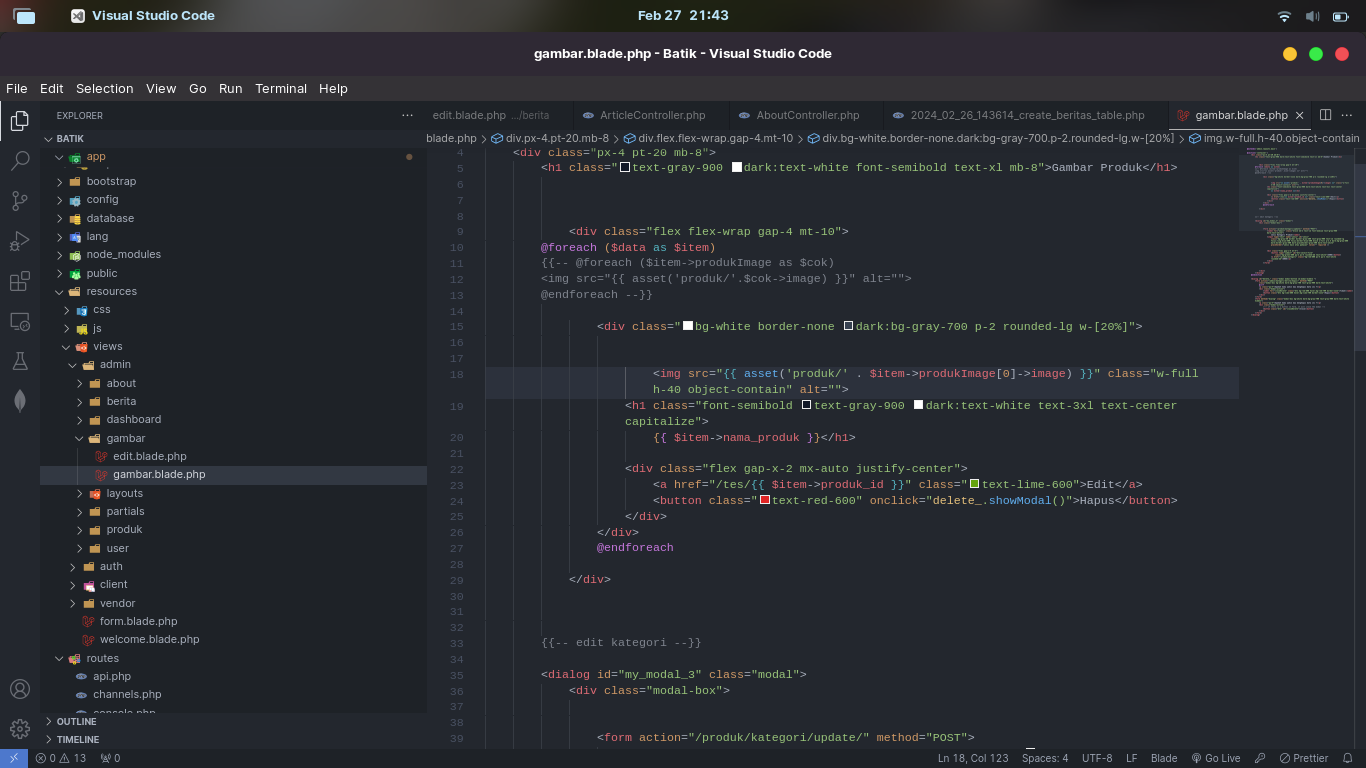 Visual Studio Code
Feb 27 21:43
gambar.blade.php - Batik - Visual Studio Code
File Edit Selection View Go Run Terminal Help
EXPLORER
BATIK
app
bootstrap
config
database
lang
node_modules
public
resources
css
js
views
admin
about
berita
dashboard
gambar
edit.blade.php
gambar.blade.php
layouts
partials
produk
user
auth
client
vendor
form.blade.php
welcome.blade.php
routes
api.php
channels.php
console.php
OUTLINE
TIMELINE
edit.blade.php .../berita ArticleController.php AboutController.php 2024_02_26_143614_create_beritas_table.php gambar.blade.php
blade.php > div.px-4.pt-20.mb-8 > div.flex.flex-wrap.gap-4.mt-10 > div.bg-white.border-none.dark:bg-gray-700.p-2.rounded-lg.w-[20%] > img.w-full.h-40.object-contain
4 <div class="px-4 pt-20 mb-8">
5 <h1 class="text-gray-900 dark:text-white font-semibold text-xl mb-8">Gambar Produk</h1>
6
7
8
9 <div class="flex flex-wrap gap-4 mt-10">
10 @foreach ($data as $item)
11 {{-- @foreach ($item->produkImage as $cok)
12 <img src="{{ asset('produk/'.$cok->image) }}" alt="">
13 @endforeach --}}
14
15 <div class="bg-white border-none dark:bg-gray-700 p-2 rounded-lg w-[20%]">
16
17
18 <img src="{{ asset('produk/' . $item->produkImage[0]->image) }}" class="w-full
h-40 object-contain" alt="">
19 <h1 class="font-semibold text-gray-900 dark:text-white text-3xl text-center
capitalize">
20 {{ $item->nama_produk }}</h1>
21
22 <div class="flex gap-x-2 mx-auto justify-center">
23 <a href="/tes/{{ $item->produk_id }}" class="text-lime-600">Edit</a>
24 <button class="text-red-600" onclick="delete_.showModal()">Hapus</button>
25 </div>
26 </div>
27 @endforeach
28
29 </div>
30
31
32
33 {{-- edit kategori --}}
34
35 <dialog id="my_modal_3" class="modal">
36 <div class="modal-box">
37
38
39 <form action="/produk/kategori/update/" method="POST">
0 13 0
Ln 18, Col 123 Spaces: 4 UTF-8 LF Blade Go Live Prettier